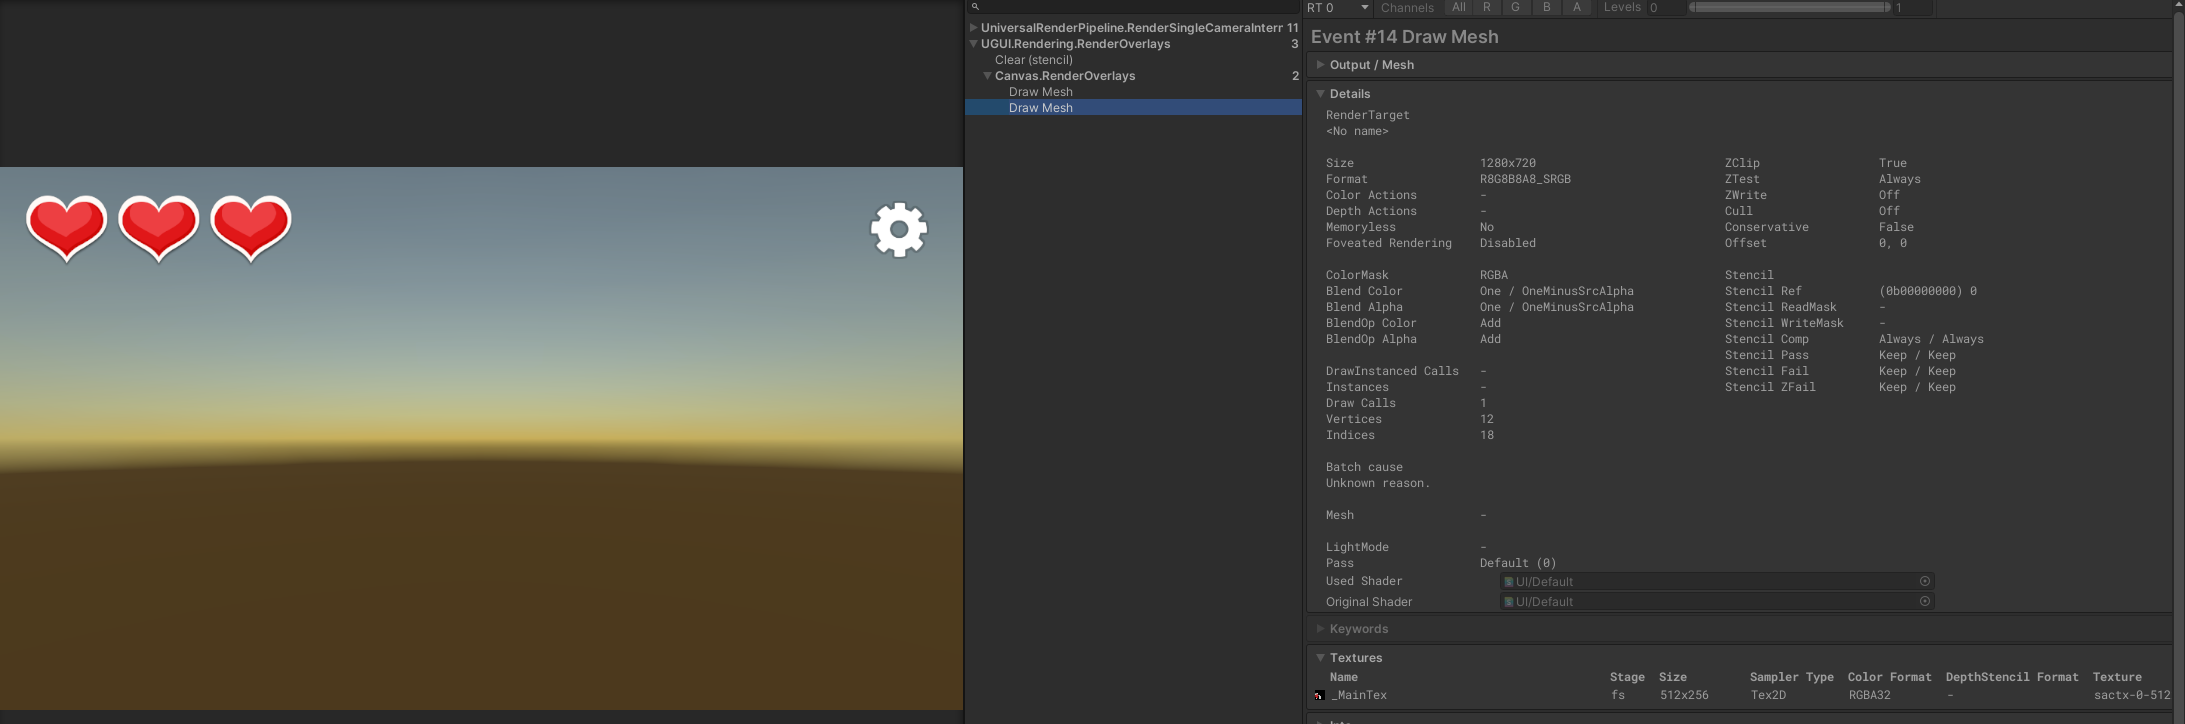 UniversalRenderPipeline.RenderSingleCameraInterr 11
UGUI.Rendering.RenderOverlays 3
Clear (stencil)
Canvas.RenderOverlays 2
Draw Mesh
Draw Mesh
RT 0 Channels All R G B A Levels 0 1
Event #14 Draw Mesh
Output / Mesh
Details
RenderTarget
<No name>
Size 1280x720 ZClip True
Format R8G8B8A8_SRGB ZTest Always
Color Actions - ZWrite Off
Depth Actions - Cull Off
Memoryless No Conservative False
Foveated Rendering Disabled Offset 0, 0
ColorMask RGBA Stencil
Blend Color One / OneMinusSrcAlpha Stencil Ref (0b00000000) 0
Blend Alpha One / OneMinusSrcAlpha Stencil ReadMask -
BlendOp Color Add Stencil WriteMask -
BlendOp Alpha Add Stencil Comp Always / Always
Stencil Pass Keep / Keep
DrawInstanced Calls - Stencil Fail Keep / Keep
Instances - Stencil ZFail Keep / Keep
Draw Calls 1
Vertices 12
Indices 18
Batch cause
Unknown reason.
Mesh -
LightMode -
Pass Default (0)
Used Shader UI/Default
Original Shader UI/Default
Keywords
Textures
Name Stage Size Sampler Type Color Format DepthStencil Format Texture
_MainTex fs 512x256 Tex2D RGBA32 - sactx-0-512